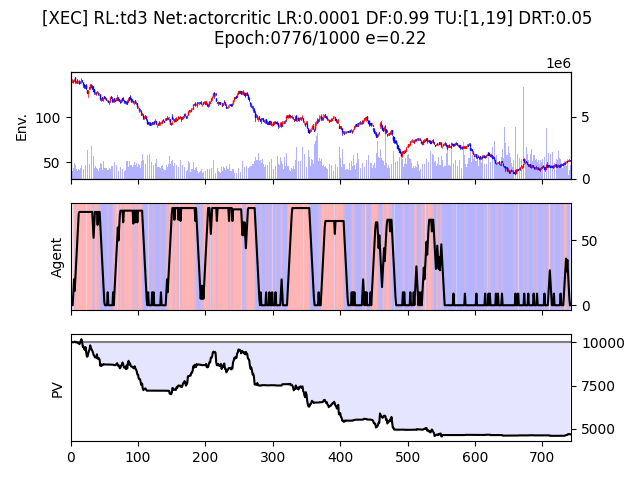 [XEC] RL:td3 Net:actorcritic LR:0.0001 DF:0.99 TU:[1,19] DRT:0.05
Epoch:0776/1000 e=0.22
1e6
Env.
100
50
5
0
Agent
50
0
PV
10000
7500
5000
0 100 200 300 400 500 600 700